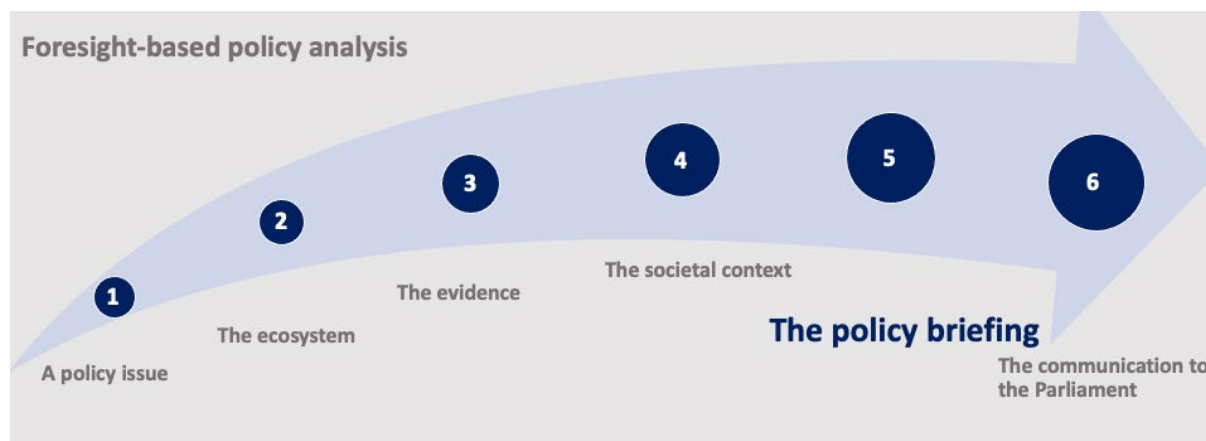 Foresight-based policy analysis
1
2
3
4
5
6
A policy issue
The ecosystem
The evidence
The societal context
The policy briefing
The communication to
the Parliament